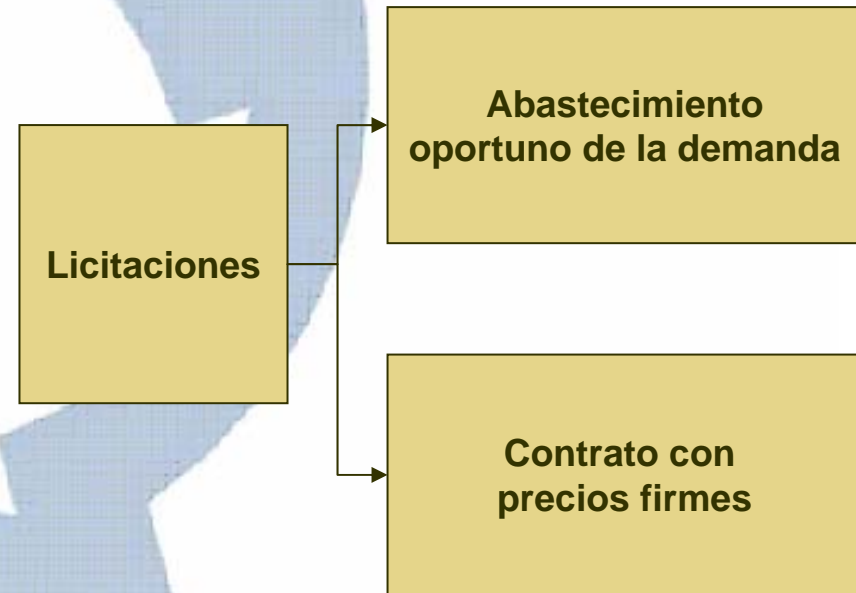 Licitaciones
Abastecimiento
oportuno de la demanda
Contrato con
precios firmes